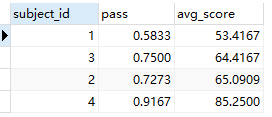 subject_id pass avg_score
1 0.5833 53.4167
3 0.7500 64.4167
2 0.7273 65.0909
4 0.9167 85.2500